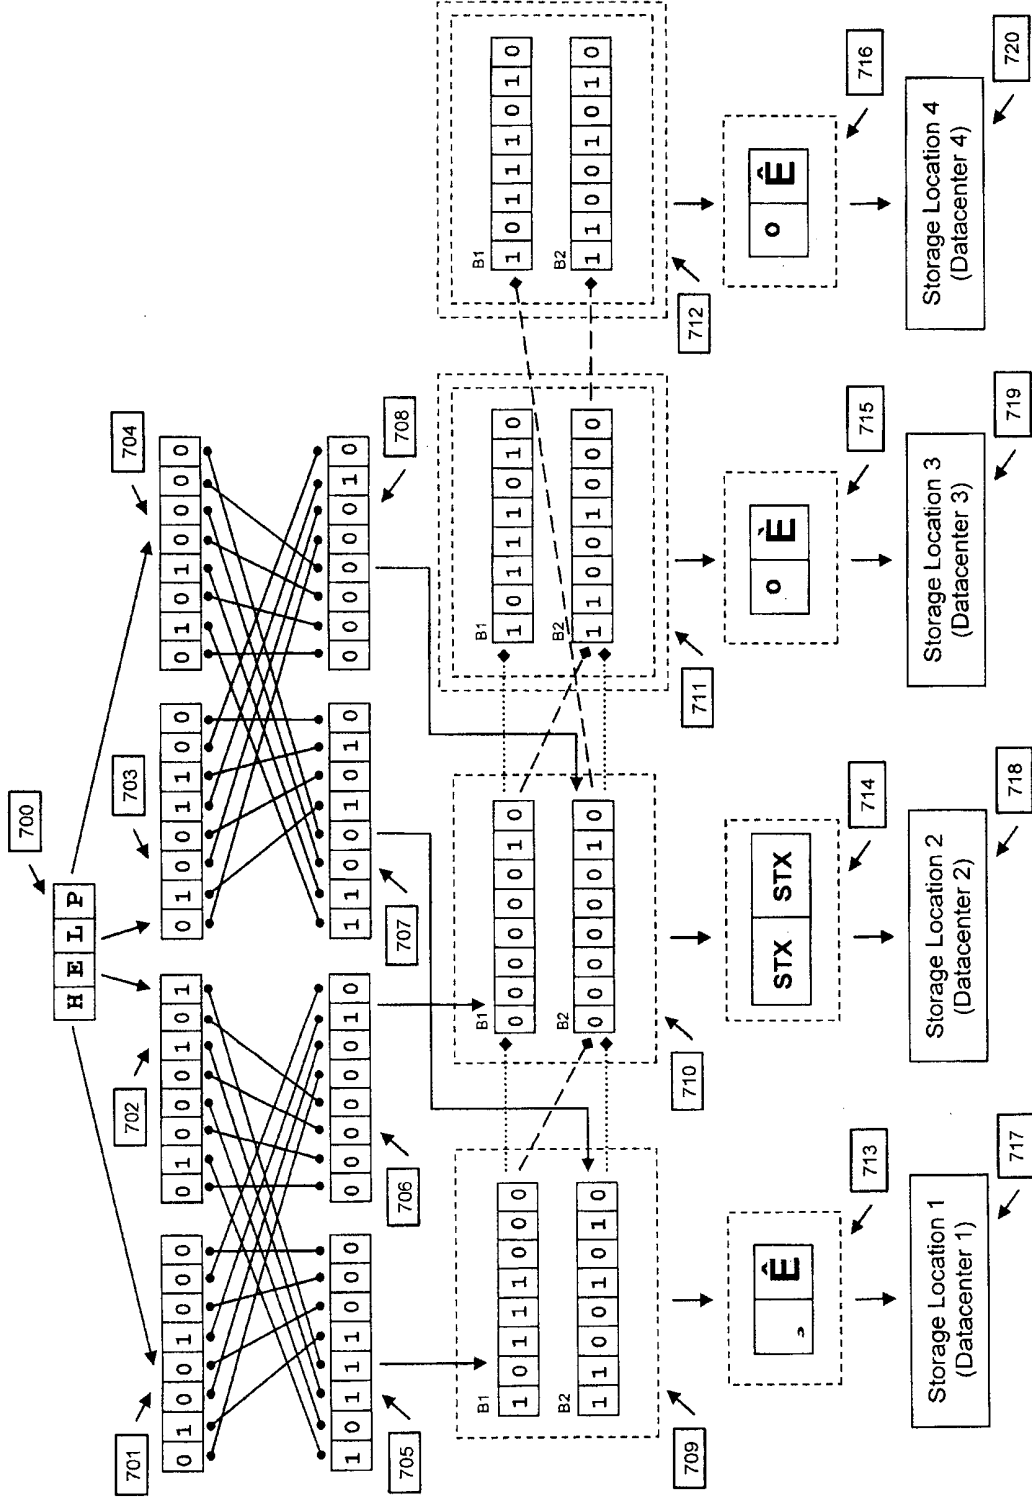 700
H E L P
701 702 703 704
0 1 0 0 1 0 0 0 0 1 0 0 0 1 0 1 0 1 0 0 1 1 0 0 0 1 0 1 0 0 0 0
1 0 1 1 1 0 0 0 0 0 0 0 0 0 1 0 1 1 0 0 1 0 1 0 0 0 0 0 0 0 1 0
705 706 707 708
B1 B1 B1 B1
1 0 1 1 1 0 0 0 0 0 0 0 0 0 1 0 1 0 1 1 1 0 1 0 1 0 1 1 1 0 1 0
B2 B2 B2 B2
1 1 0 0 1 0 1 0 0 0 0 0 0 0 1 0 1 1 0 0 1 0 0 0 1 1 0 0 1 0 1 0
709 710 711 712
¸ Ê STX STX º È º Ê
713 714 715 716
Storage Location 1 Storage Location 2 Storage Location 3 Storage Location 4
(Datacenter 1) (Datacenter 2) (Datacenter 3) (Datacenter 4)
717 718 719 720